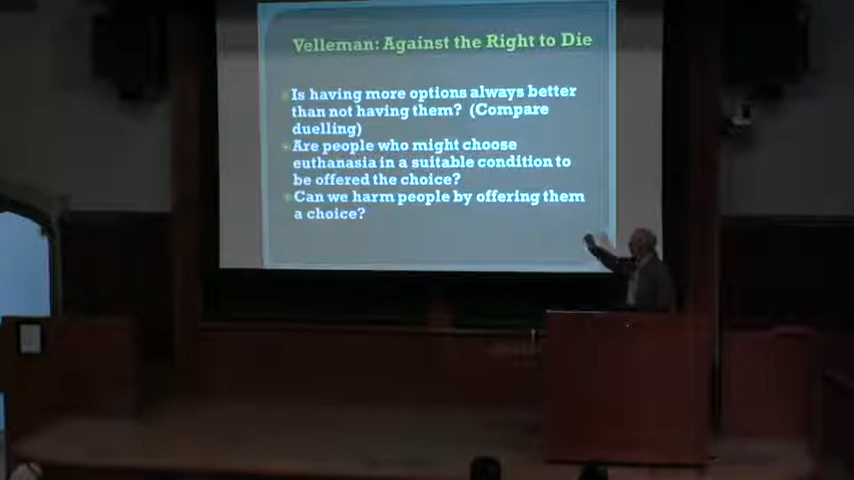 Velleman: Against the Right to Die
Is having more options always better
than not having them? (Compare
duelling)
Are people who might choose
euthanasia in a suitable condition to
be offered the choice?
Can we harm people by offering them
a choice?